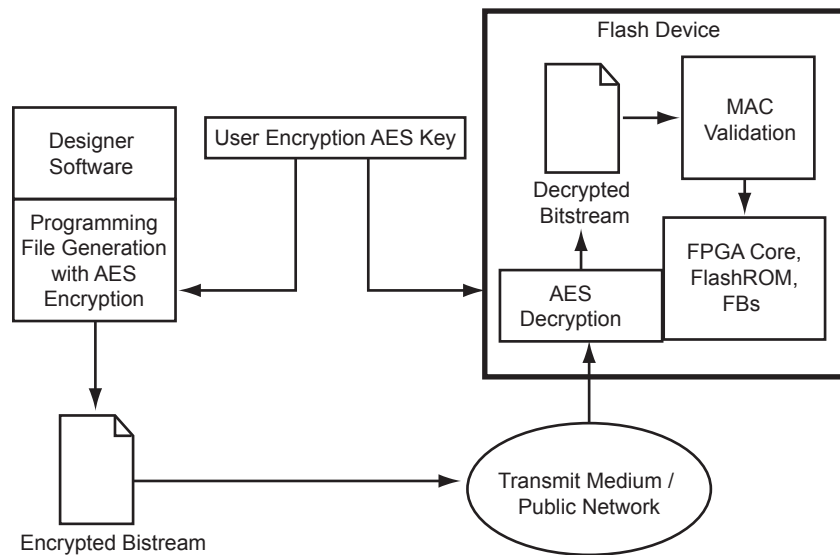 Flash Device
MAC
Validation
User Encryption AES Key
Designer
Software
Decrypted
Bitstream
Programming
File Generation
with AES
Encryption
FPGA Core,
FlashROM,
FBs
AES
Decryption
Transmit Medium /
Public Network
Encrypted Bistream